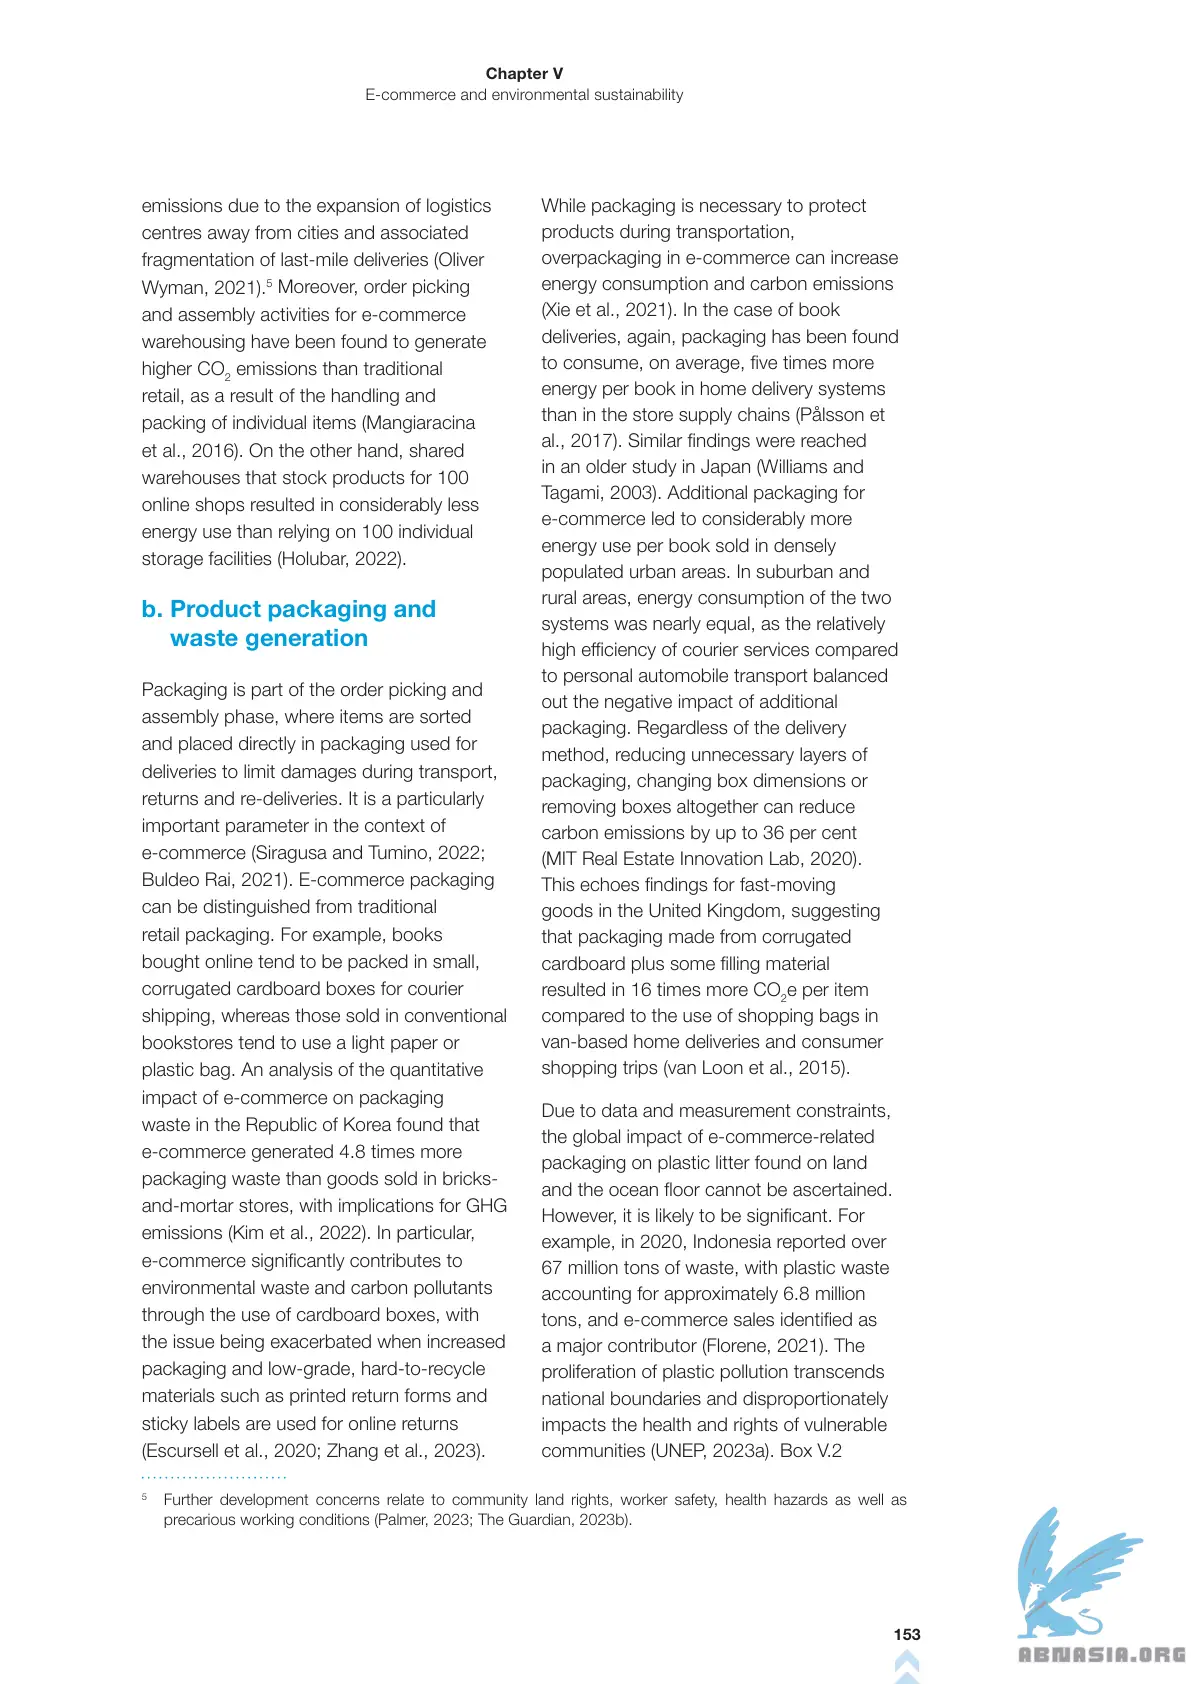 Chapter V
E-commerce and environmental sustainability
emissions due to the expansion of logistics
centres away from cities and associated
fragmentation of last-mile deliveries (Oliver
Wyman, 2021).⁵ Moreover, order picking
and assembly activities for e-commerce
warehousing have been found to generate
higher CO₂ emissions than traditional
retail, as a result of the handling and
packing of individual items (Mangiaracina
et al., 2016). On the other hand, shared
warehouses that stock products for 100
online shops resulted in considerably less
energy use than relying on 100 individual
storage facilities (Holubar, 2022).
b. Product packaging and
waste generation
Packaging is part of the order picking and
assembly phase, where items are sorted
and placed directly in packaging used for
deliveries to limit damages during transport,
returns and re-deliveries. It is a particularly
important parameter in the context of
e-commerce (Siragusa and Tumino, 2022;
Buldeo Rai, 2021). E-commerce packaging
can be distinguished from traditional
retail packaging. For example, books
bought online tend to be packed in small,
corrugated cardboard boxes for courier
shipping, whereas those sold in conventional
bookstores tend to use a light paper or
plastic bag. An analysis of the quantitative
impact of e-commerce on packaging
waste in the Republic of Korea found that
e-commerce generated 4.8 times more
packaging waste than goods sold in bricks-
and-mortar stores, with implications for GHG
emissions (Kim et al., 2022). In particular,
e-commerce significantly contributes to
environmental waste and carbon pollutants
through the use of cardboard boxes, with
the issue being exacerbated when increased
packaging and low-grade, hard-to-recycle
materials such as printed return forms and
sticky labels are used for online returns
(Escursell et al., 2020; Zhang et al., 2023).
While packaging is necessary to protect
products during transportation,
overpackaging in e-commerce can increase
energy consumption and carbon emissions
(Xie et al., 2021). In the case of book
deliveries, again, packaging has been found
to consume, on average, five times more
energy per book in home delivery systems
than in the store supply chains (Pålsson et
al., 2017). Similar findings were reached
in an older study in Japan (Williams and
Tagami, 2003). Additional packaging for
e-commerce led to considerably more
energy use per book sold in densely
populated urban areas. In suburban and
rural areas, energy consumption of the two
systems was nearly equal, as the relatively
high efficiency of courier services compared
to personal automobile transport balanced
out the negative impact of additional
packaging. Regardless of the delivery
method, reducing unnecessary layers of
packaging, changing box dimensions or
removing boxes altogether can reduce
carbon emissions by up to 36 per cent
(MIT Real Estate Innovation Lab, 2020).
This echoes findings for fast-moving
goods in the United Kingdom, suggesting
that packaging made from corrugated
cardboard plus some filling material
resulted in 16 times more CO₂e per item
compared to the use of shopping bags in
van-based home deliveries and consumer
shopping trips (van Loon et al., 2015).
Due to data and measurement constraints,
the global impact of e-commerce-related
packaging on plastic litter found on land
and the ocean floor cannot be ascertained.
However, it is likely to be significant. For
example, in 2020, Indonesia reported over
67 million tons of waste, with plastic waste
accounting for approximately 6.8 million
tons, and e-commerce sales identified as
a major contributor (Florene, 2021). The
proliferation of plastic pollution transcends
national boundaries and disproportionately
impacts the health and rights of vulnerable
communities (UNEP, 2023a). Box V.2
⁵ Further development concerns relate to community land rights, worker safety, health hazards as well as
precarious working conditions (Palmer, 2023; The Guardian, 2023b).
153
ABNASIA.ORG